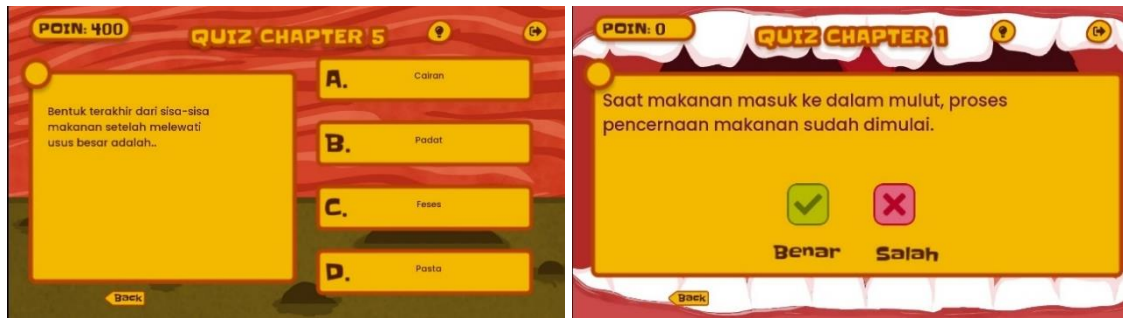 POIN: 400
QUIZ CHAPTER 5
Bentuk terakhir dari sisa-sisa
makanan setelah melewati
usus besar adalah..
A. Cairan
B. Padat
C. Feses
D. Pasta
Back
POIN: 0
QUIZ CHAPTER 1
Saat makanan masuk ke dalam mulut, proses
pencernaan makanan sudah dimulai.
Benar Salah
Back